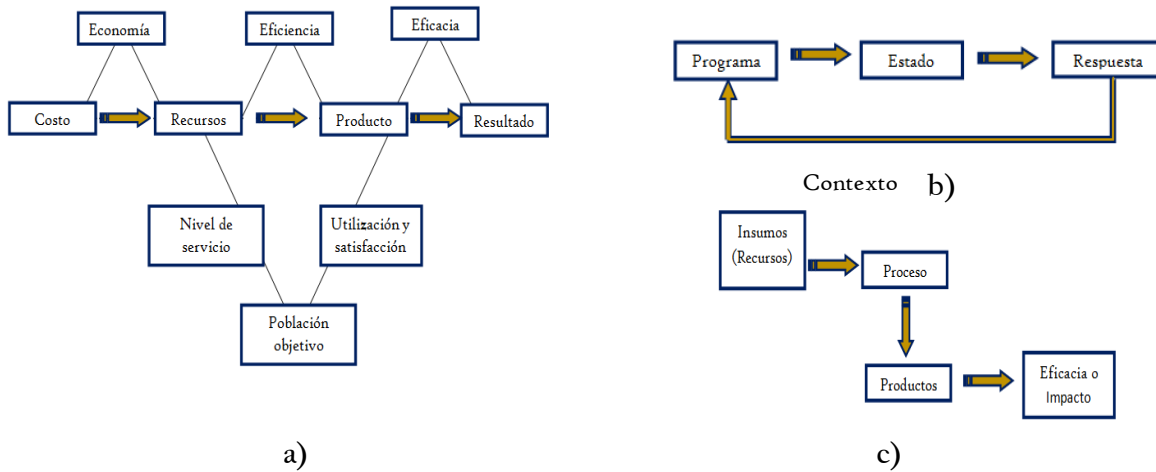 Economía
Eficiencia
Eficacia
Costo
Recursos
Producto
Resultado
Nivel de
servicio
Utilización y
satisfacción
Población
objetivo
a)
Programa
Estado
Respuesta
Contexto
b)
Insumos
(Recursos)
Proceso
Productos
Eficacia o
Impacto
c)